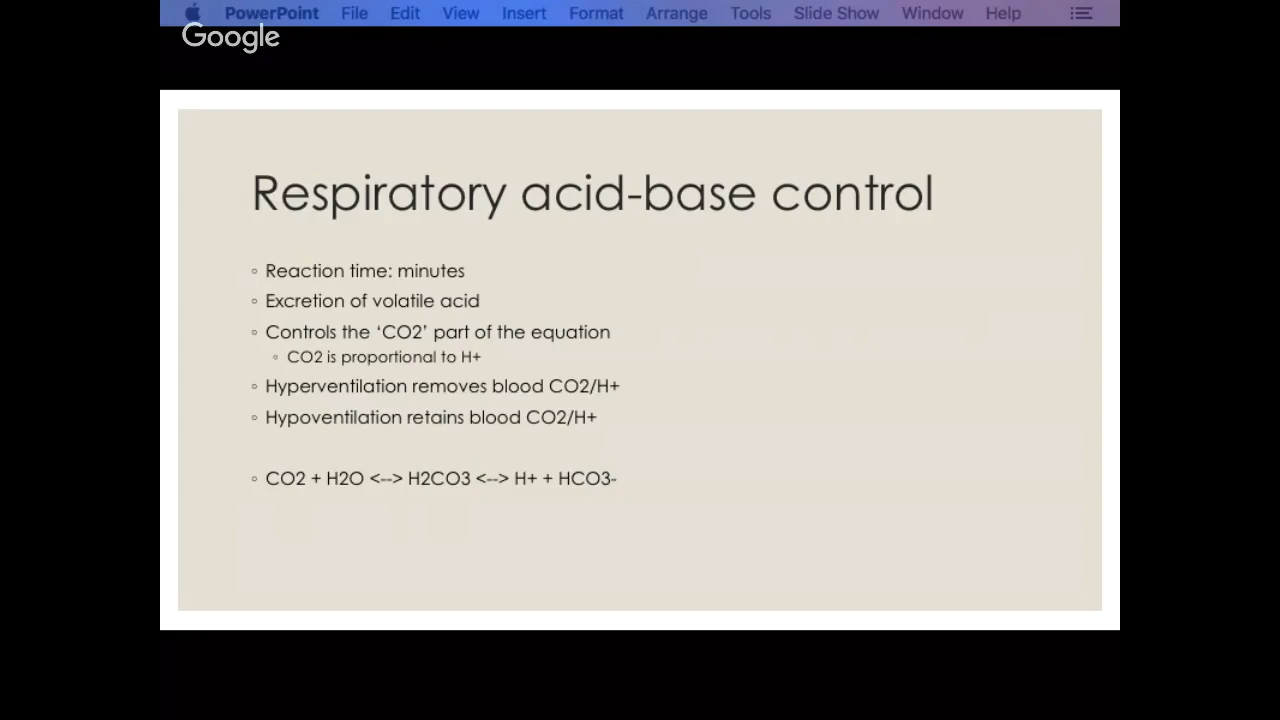 PowerPoint File Edit View Insert Format Arrange Tools Slide Show Window Help
Google
Respiratory acid-base control
◦ Reaction time: minutes
◦ Excretion of volatile acid
◦ Controls the ‘CO2’ part of the equation
◦ CO2 is proportional to H+
◦ Hyperventilation removes blood CO2/H+
◦ Hypoventilation retains blood CO2/H+
◦ CO2 + H2O <--> H2CO3 <--> H+ + HCO3-